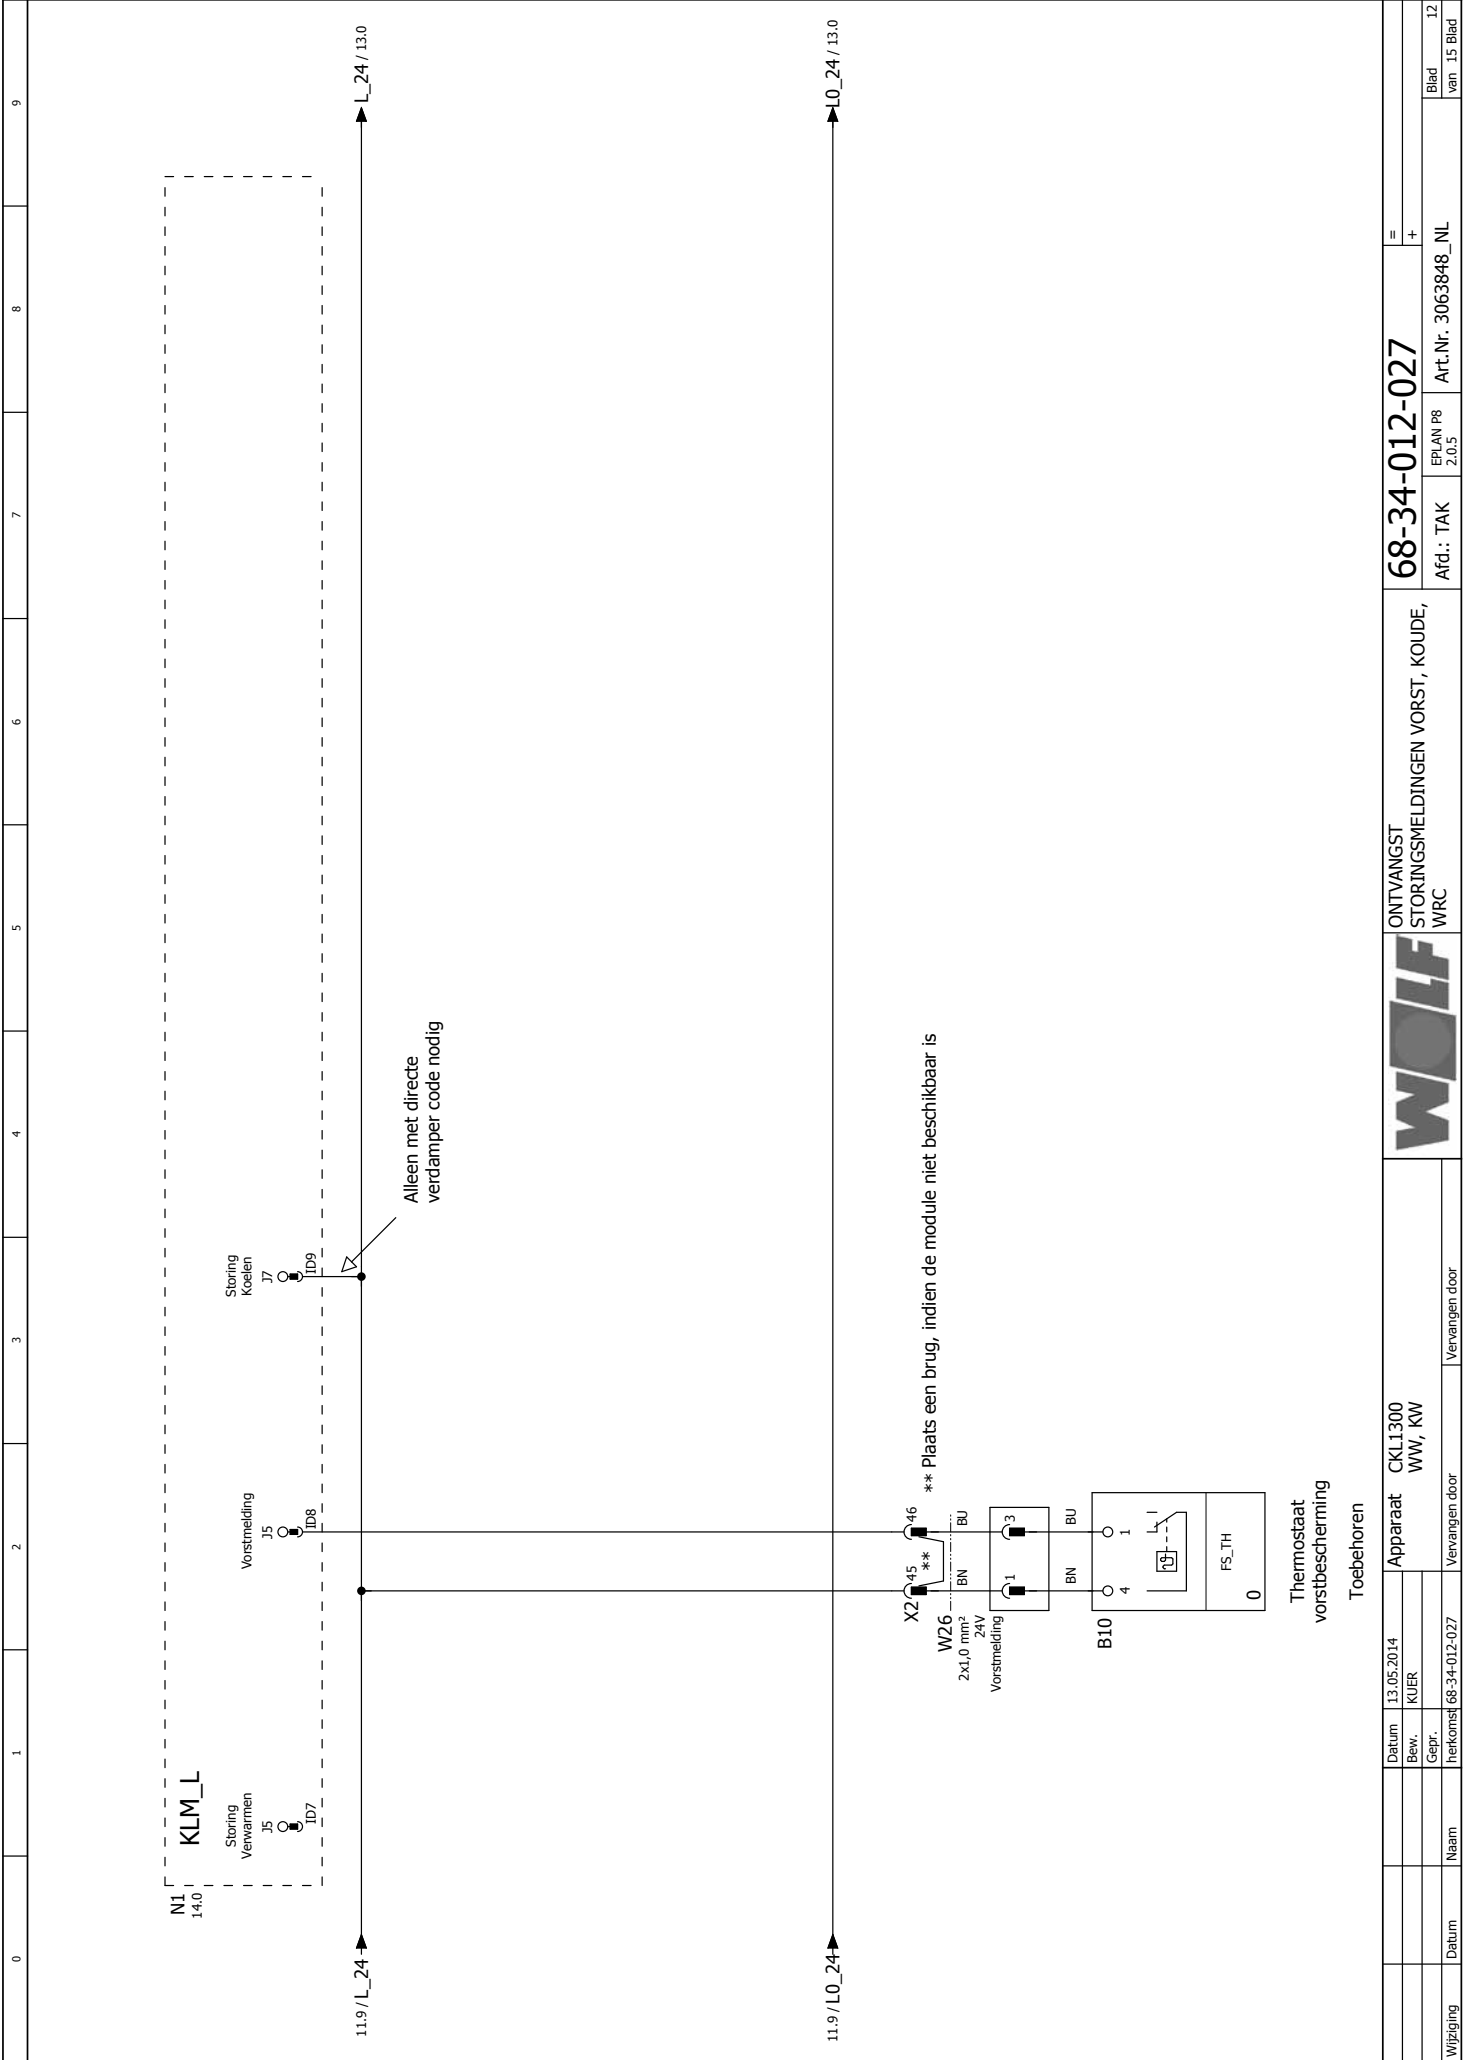 0
1
2
3
4
5
6
7
8
9
N1
14.0
KLM_L
Storing
Verwarmen
J5
ID7
Vorstmelding
J5
ID8
Storing
Koelen
J7
ID9
11.9 / L_24
L_24 / 13.0
Alleen met directe
verdamper code nodig
11.9 / L0_24
L0_24 / 13.0
X2
45
46
**
** Plaats een brug, indien de module niet beschikbaar is
W26
2x1,0 mm²
24V
Vorstmelding
BN
BU
1
3
BN
BU
B10
4
1
ϑ
FS_TH
0
Thermostaat
vorstbescherming
Toebehoren
Wijziging
Datum
Naam
Datum
13.05.2014
Bew.
KUER
Gepr.
herkomst
68-34-012-027
Apparaat
CKL1300
WW, KW
Vervangen door
Vervangen door
WOLF
ONTVANGST
STORINGSMELDINGEN VORST, KOUDE,
WRC
68-34-012-027
=
+
Afd.: TAK
EPLAN P8
2.0.5
Art.Nr. 3063848_NL
Blad 12
van 15 Blad